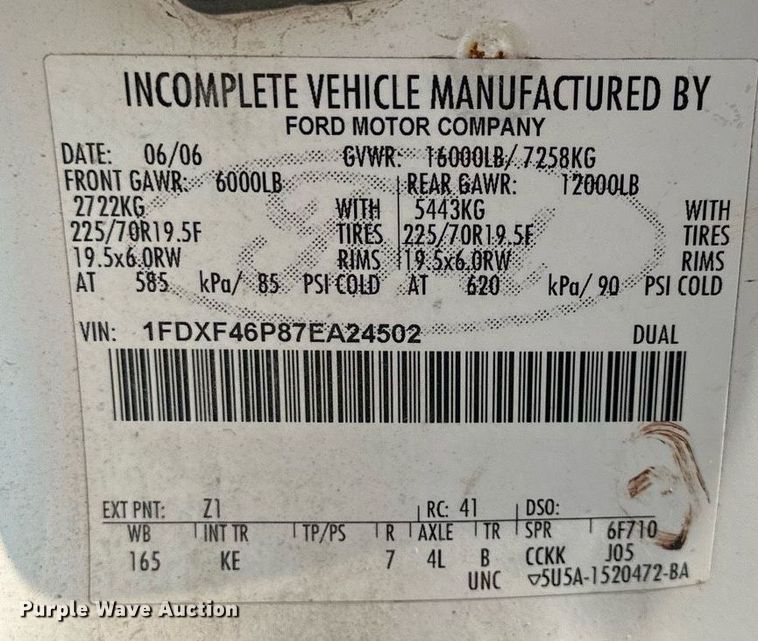 INCOMPLETE VEHICLE MANUFACTURED BY
FORD MOTOR COMPANY
DATE: 06/06 GVWR: 16000LB/ 7258KG
FRONT GAWR: 6000LB REAR GAWR: 12000LB
2722KG WITH 5443KG WITH
225/70R19.5F TIRES 225/70R19.5F TIRES
19.5x6.0RW RIMS 19.5x6.0RW RIMS
AT 585 kPa/ 85 PSI COLD AT 620 kPa/ 90 PSI COLD
VIN: 1FDXF46P87EA24502 DUAL
EXT PNT: Z1 RC: 41 DSO:
WB INT TR TP/PS R AXLE TR SPR 6F710
165 KE 7 4L B CCKK J05
UNC ▽5U5A-1520472-BA
Purple Wave Auction